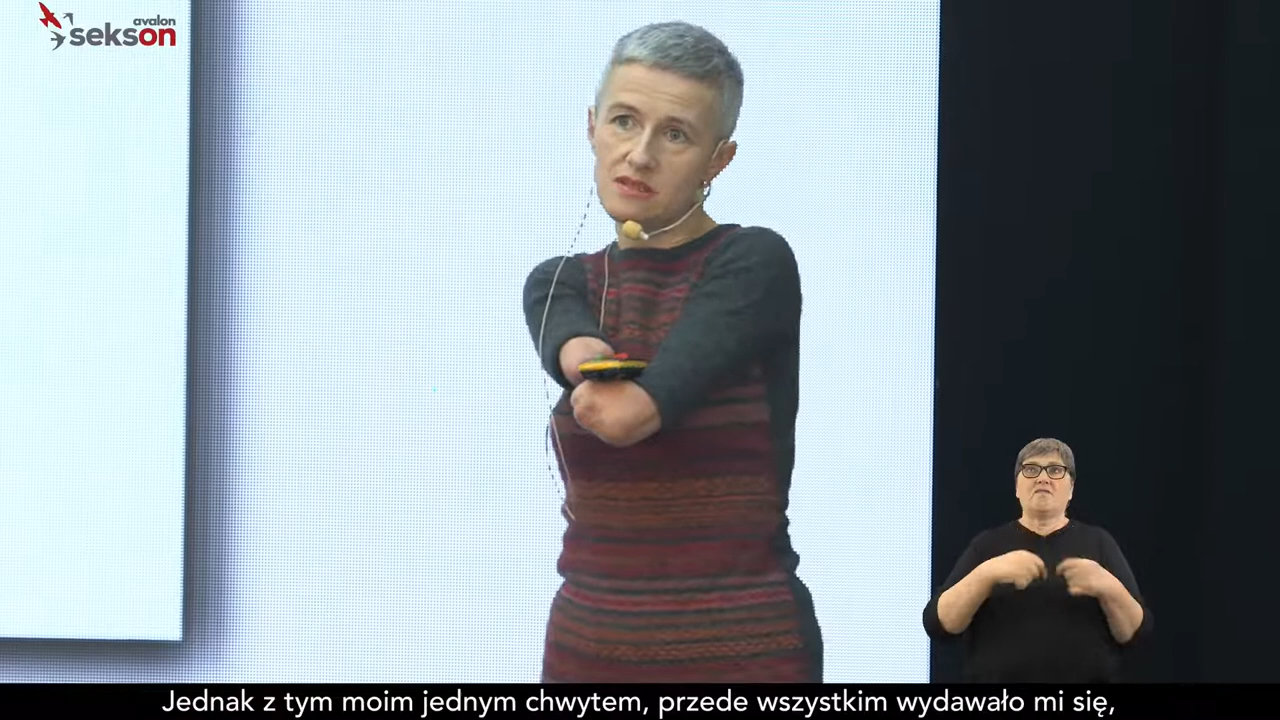 avalon
sekson
Jednak z tym moim jednym chwytem, przede wszystkim wydawało mi się,